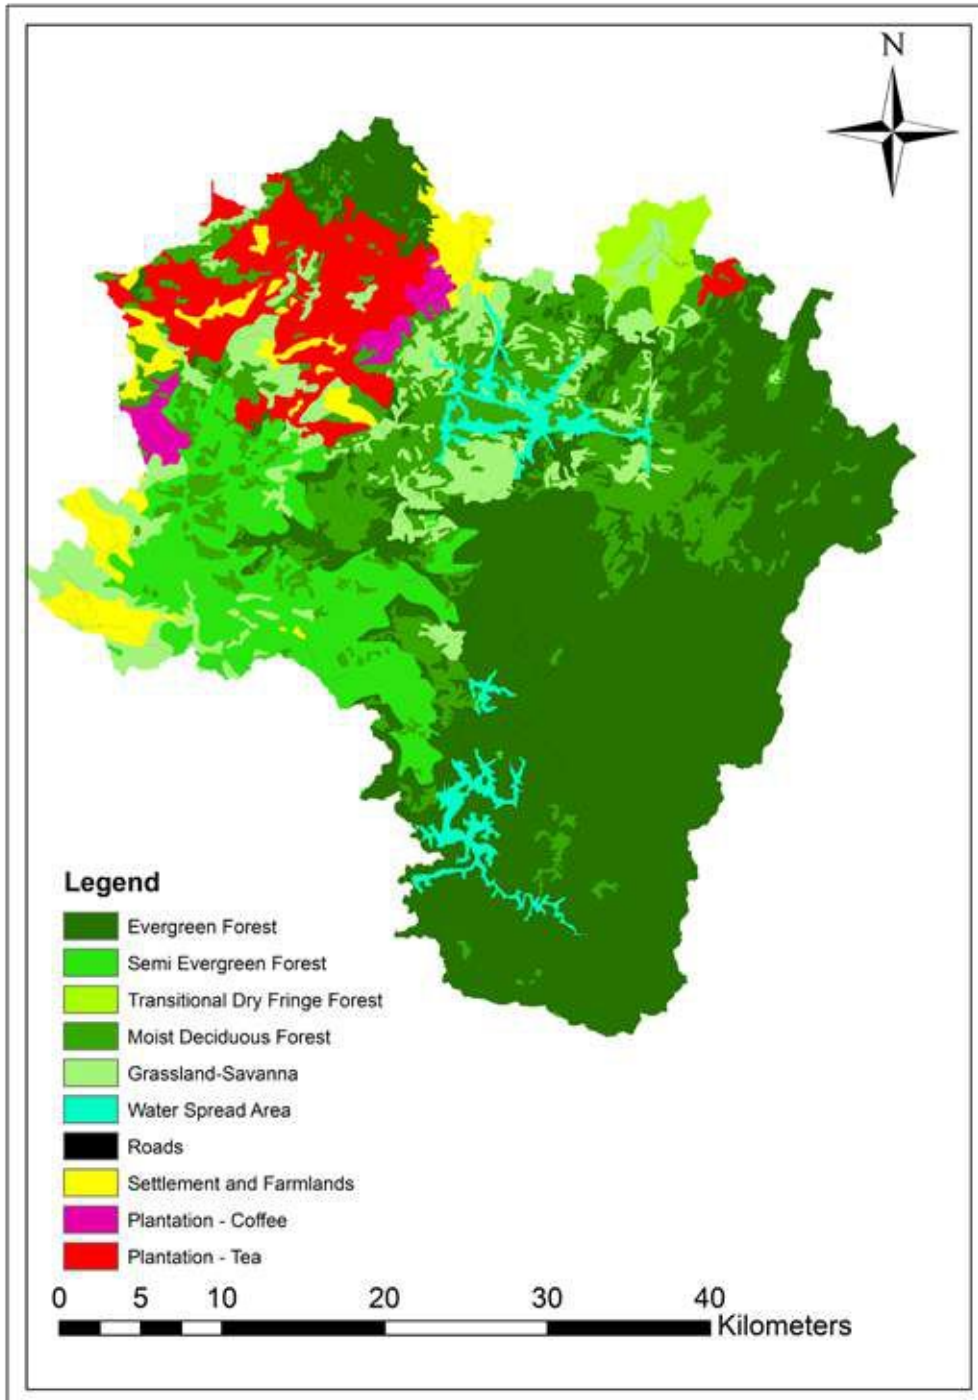 N
Legend
Evergreen Forest
Semi Evergreen Forest
Transitional Dry Fringe Forest
Moist Deciduous Forest
Grassland-Savanna
Water Spread Area
Roads
Settlement and Farmlands
Plantation - Coffee
Plantation - Tea
0 5 10 20 30 40
Kilometers